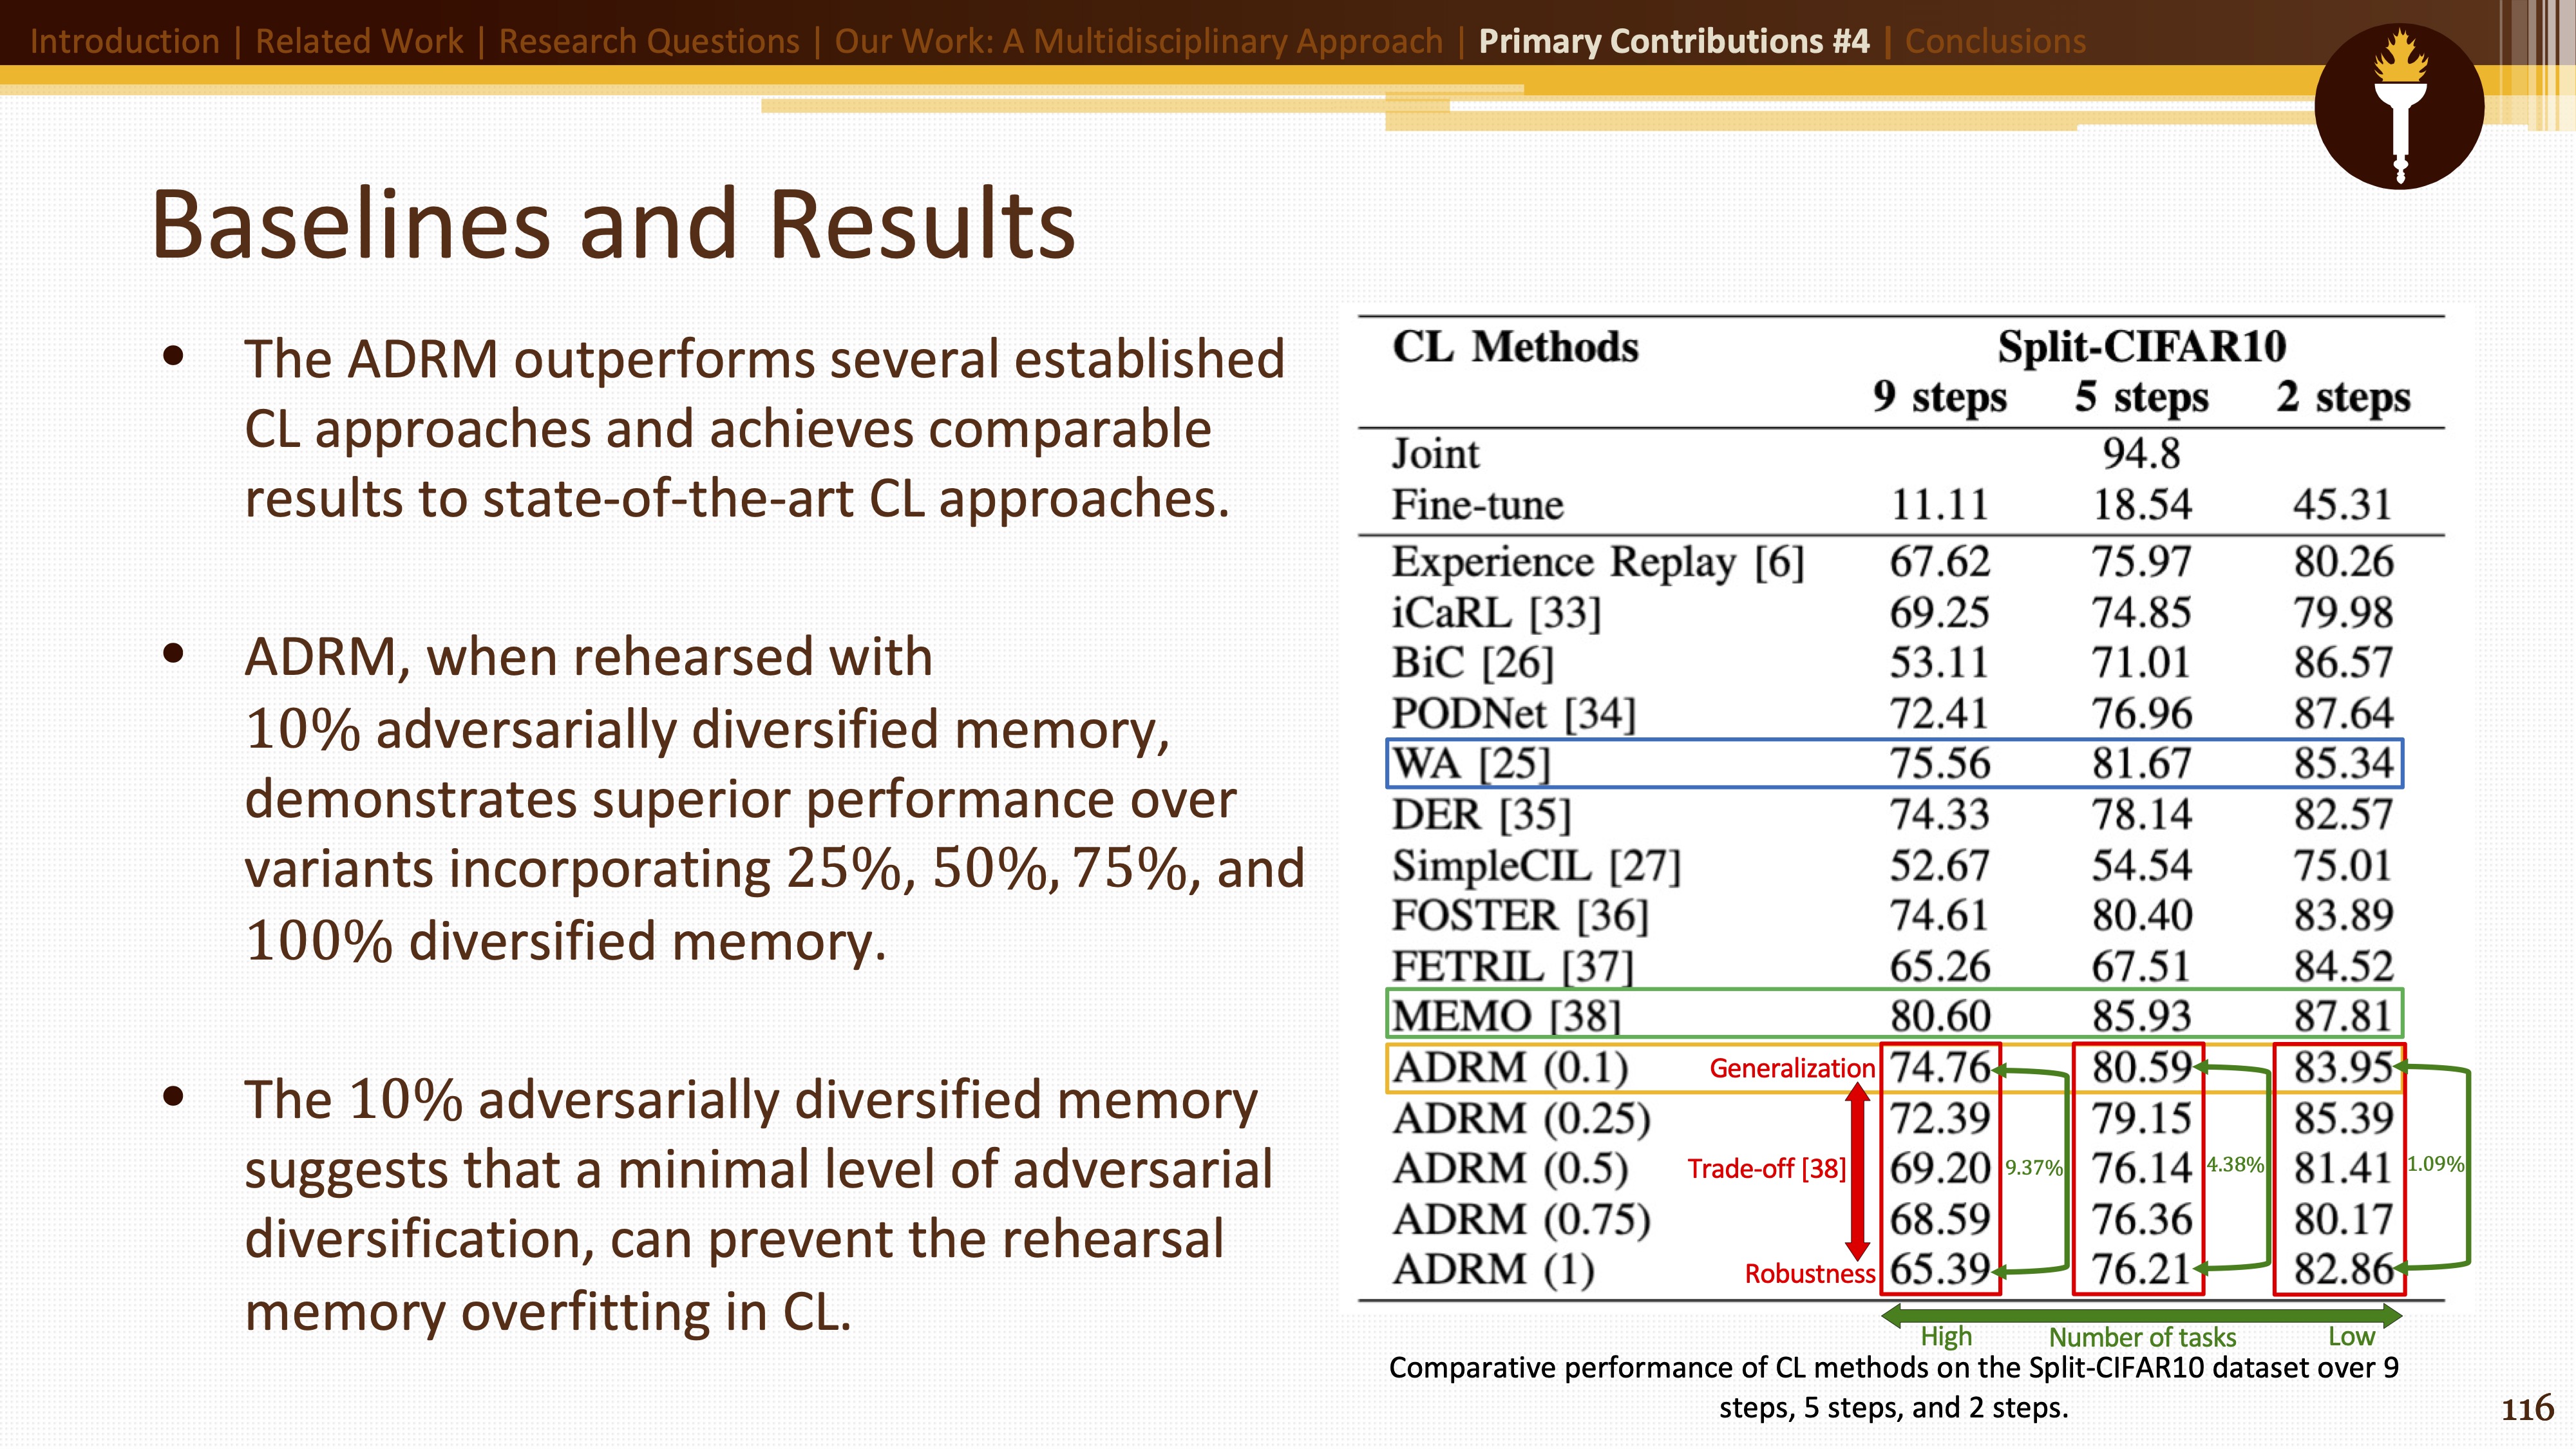 Introduction | Related Work | Research Questions | Our Work: A Multidisciplinary Approach | Primary Contributions #4 | Conclusions
Baselines and Results
• The ADRM outperforms several established
CL approaches and achieves comparable
results to state-of-the-art CL approaches.
• ADRM, when rehearsed with
10% adversarially diversified memory,
demonstrates superior performance over
variants incorporating 25%, 50%, 75%, and
100% diversified memory.
• The 10% adversarially diversified memory
suggests that a minimal level of adversarial
diversification, can prevent the rehearsal
memory overfitting in CL.
CL Methods Split-CIFAR10
9 steps 5 steps 2 steps
Joint 94.8
Fine-tune 11.11 18.54 45.31
Experience Replay [6] 67.62 75.97 80.26
iCaRL [33] 69.25 74.85 79.98
BiC [26] 53.11 71.01 86.57
PODNet [34] 72.41 76.96 87.64
WA [25] 75.56 81.67 85.34
DER [35] 74.33 78.14 82.57
SimpleCIL [27] 52.67 54.54 75.01
FOSTER [36] 74.61 80.40 83.89
FETRIL [37] 65.26 67.51 84.52
MEMO [38] 80.60 85.93 87.81
ADRM (0.1) Generalization 74.76 80.59 83.95
ADRM (0.25) 72.39 79.15 85.39
ADRM (0.5) Trade-off [38] 69.20 9.37% 76.14 4.38% 81.41 1.09%
ADRM (0.75) 68.59 76.36 80.17
ADRM (1) Robustness 65.39 76.21 82.86
High Number of tasks Low
Comparative performance of CL methods on the Split-CIFAR10 dataset over 9
steps, 5 steps, and 2 steps.
116